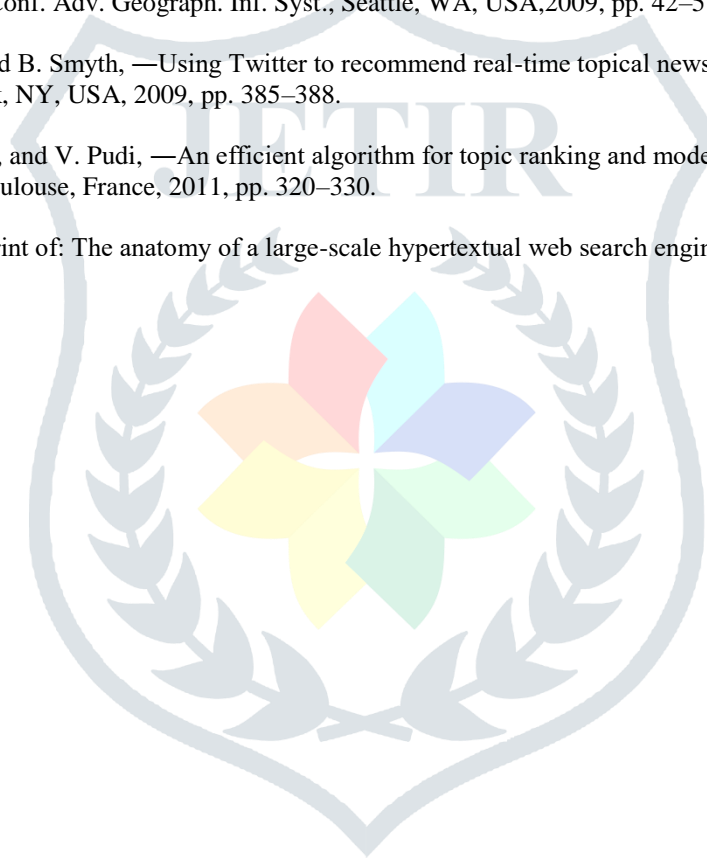 Conf. Adv. Geograph. Inf. Syst., Seattle, WA, USA,2009, pp. 42–5
d B. Smyth, ―Using Twitter to recommend real-time topical news
, NY, USA, 2009, pp. 385–388.
JETIR
, and V. Pudi, ―An efficient algorithm for topic ranking and mode
ulouse, France, 2011, pp. 320–330.
int of: The anatomy of a large-scale hypertextual web search engin